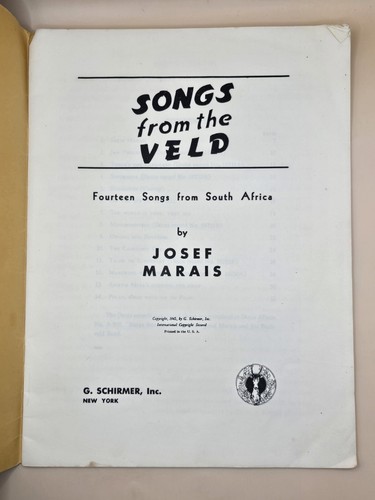 SONGS
from the
VELD
Fourteen Songs from South Africa
by
JOSEF
MARAIS
Copyright, 1942, by G. Schirmer, Inc.
International Copyright Secured
Printed in the U. S. A.
G. SCHIRMER, Inc.
NEW YORK